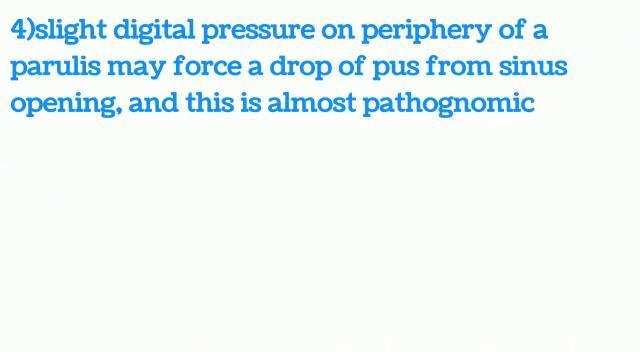 4)slight digital pressure on periphery of a
parulis may force a drop of pus from sinus
opening, and this is almost pathognomic